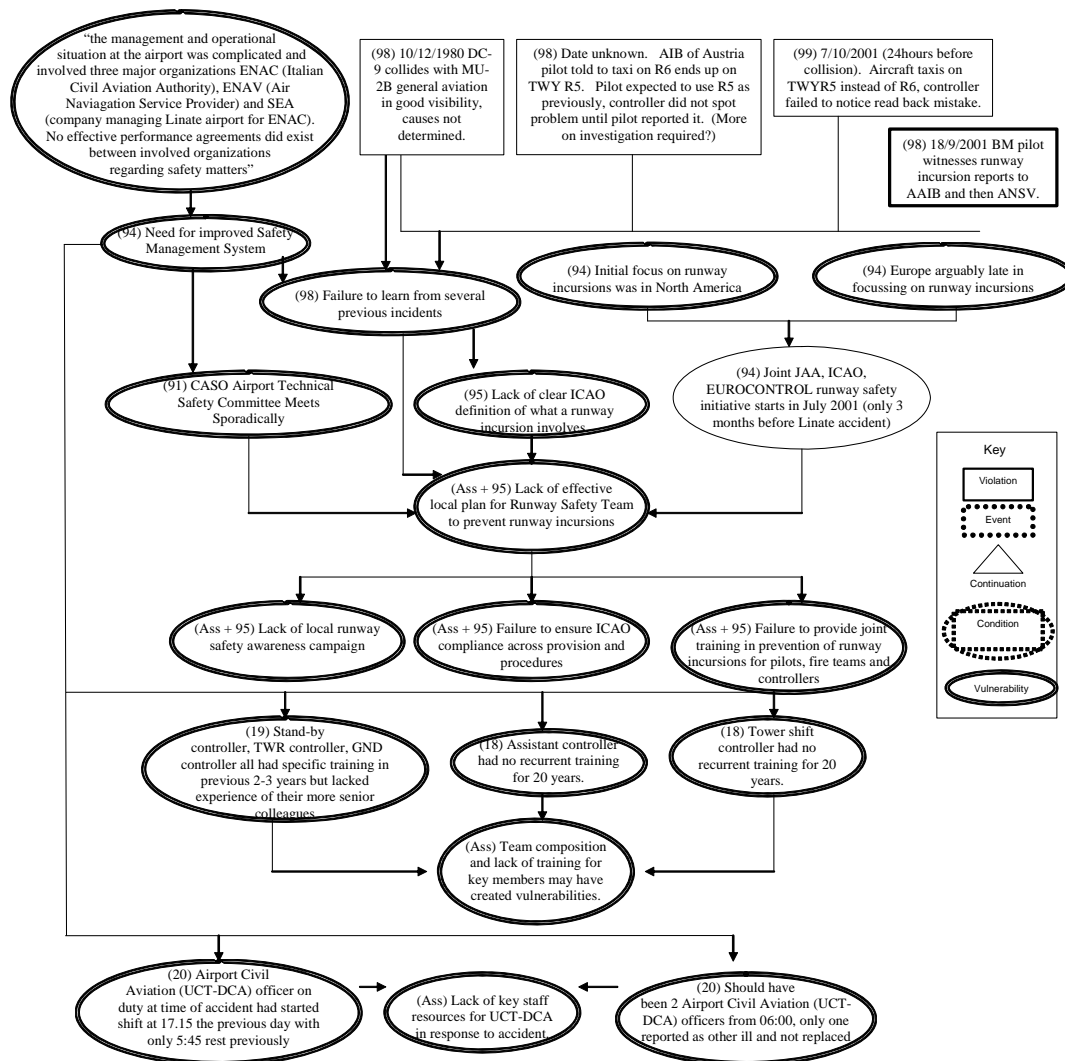 “the management and operational
situation at the airport was complicated and
involved three major organizations ENAC (Italian
Civil Aviation Authority), ENAV (Air
Naviagation Service Provider) and SEA
(company managing Linate airport for ENAC).
No effective performance agreements did exist
between involved organizations
regarding safety matters”
(98) 10/12/1980 DC-
9 collides with MU-
2B general aviation
in good visibility,
causes not
determined.
(98) Date unknown. AIB of Austria
pilot told to taxi on R6 ends up on
TWY R5. Pilot expected to use R5 as
previously, controller did not spot
problem until pilot reported it. (More
on investigation required?)
(99) 7/10/2001 (24hours before
collision). Aircraft taxis on
TWYR5 instead of R6, controller
failed to notice read back mistake.
(98) 18/9/2001 BM pilot
witnesses runway
incursion reports to
AAIB and then ANSV.
(94) Need for improved Safety
Management System
(98) Failure to learn from several
previous incidents
(94) Initial focus on runway
incursions was in North America
(94) Europe arguably late in
focussing on runway incursions
(91) CASO Airport Technical
Safety Committee Meets
Sporadically
(95) Lack of clear ICAO
definition of what a runway
incursion involves
(94) Joint JAA, ICAO,
EUROCONTROL runway safety
initiative starts in July 2001 (only 3
months before Linate accident)
(Ass + 95) Lack of effective
local plan for Runway Safety Team
to prevent runway incursions
Key
Violation
Event
Continuation
Condition
Vulnerability
(Ass + 95) Lack of local runway
safety awareness campaign
(Ass + 95) Failure to ensure ICAO
compliance across provision and
procedures
(Ass + 95) Failure to provide joint
training in prevention of runway
incursions for pilots, fire teams and
controllers
(19) Stand-by
controller, TWR controller, GND
controller all had specific training in
previous 2-3 years but lacked
experience of their more senior
colleagues
(18) Assistant controller
had no recurrent training
for 20 years.
(18) Tower shift
controller had no
recurrent training for 20
years.
(Ass) Team composition
and lack of training for
key members may have
created vulnerabilities.
(20) Airport Civil
Aviation (UCT-DCA) officer on
duty at time of accident had started
shift at 17.15 the previous day with
only 5:45 rest previously
(Ass) Lack of key staff
resources for UCT-DCA
in response to accident.
(20) Should have
been 2 Airport Civil Aviation (UCT-
DCA) officers from 06:00, only one
reported as other ill and not replaced